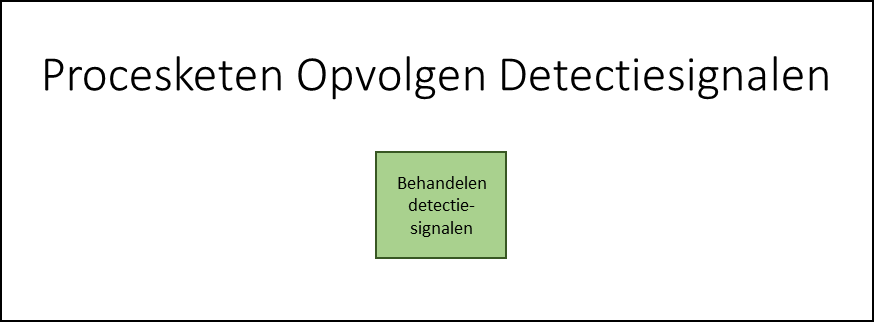 Procesketen Opvolgen Detectiesignalen
Behandelen
detectie-
signalen